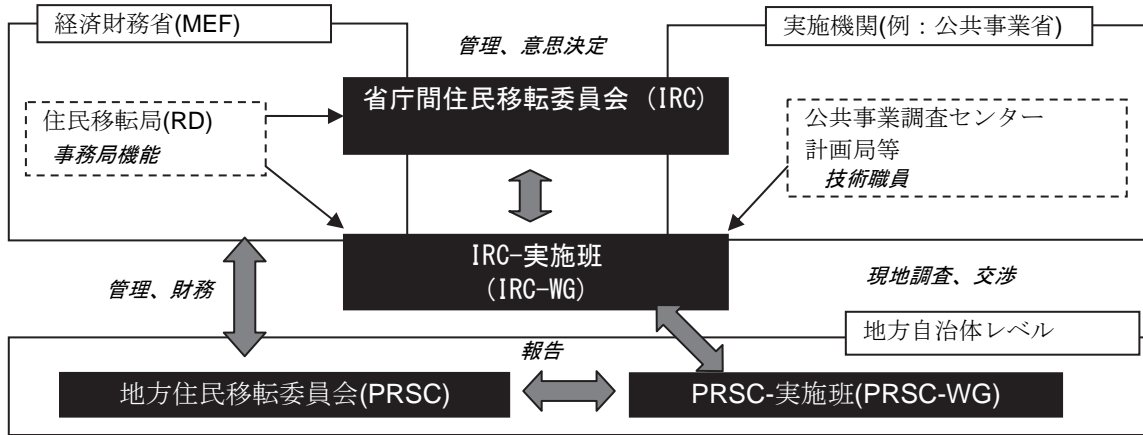 経済財務省(MEF)
管理、意思決定
実施機関(例：公共事業省)
省庁間住民移転委員会 (IRC)
住民移転局(RD)
事務局機能
公共事業調査センター
計画局等
技術職員
IRC-実施班
(IRC-WG)
管理、財務
現地調査、交渉
地方自治体レベル
報告
地方住民移転委員会(PRSC)
PRSC-実施班(PRSC-WG)